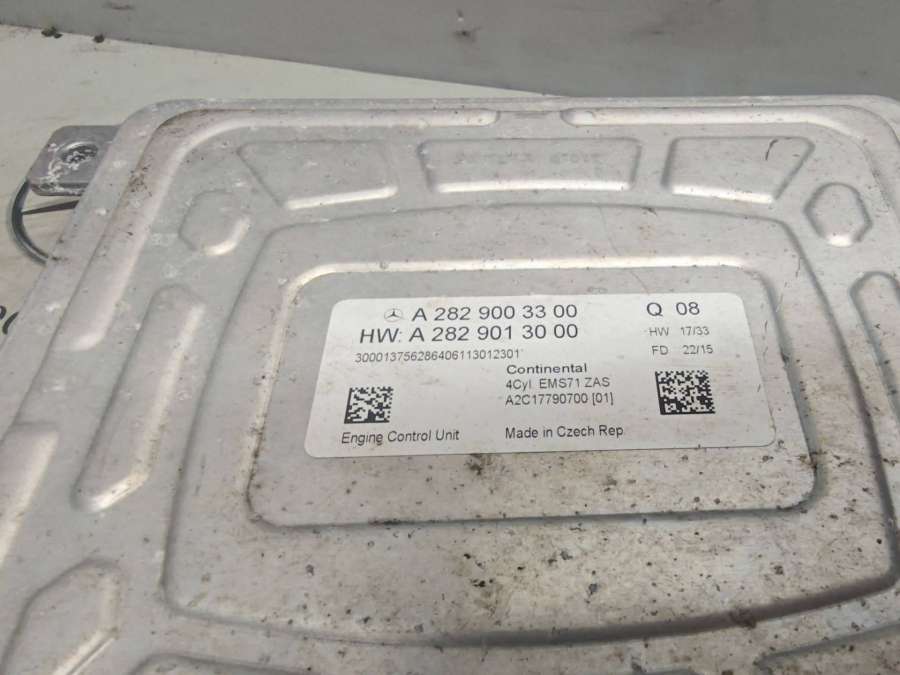 A 282 900 33 00
HW: A 282 901 30 00
Q 08
HW 17/33
FD 22/15
300013756286406113012301
Continental
4Cyl. EMS71 ZAS
A2C17790700 [01]
Engine Control Unit
Made in Czech Rep.